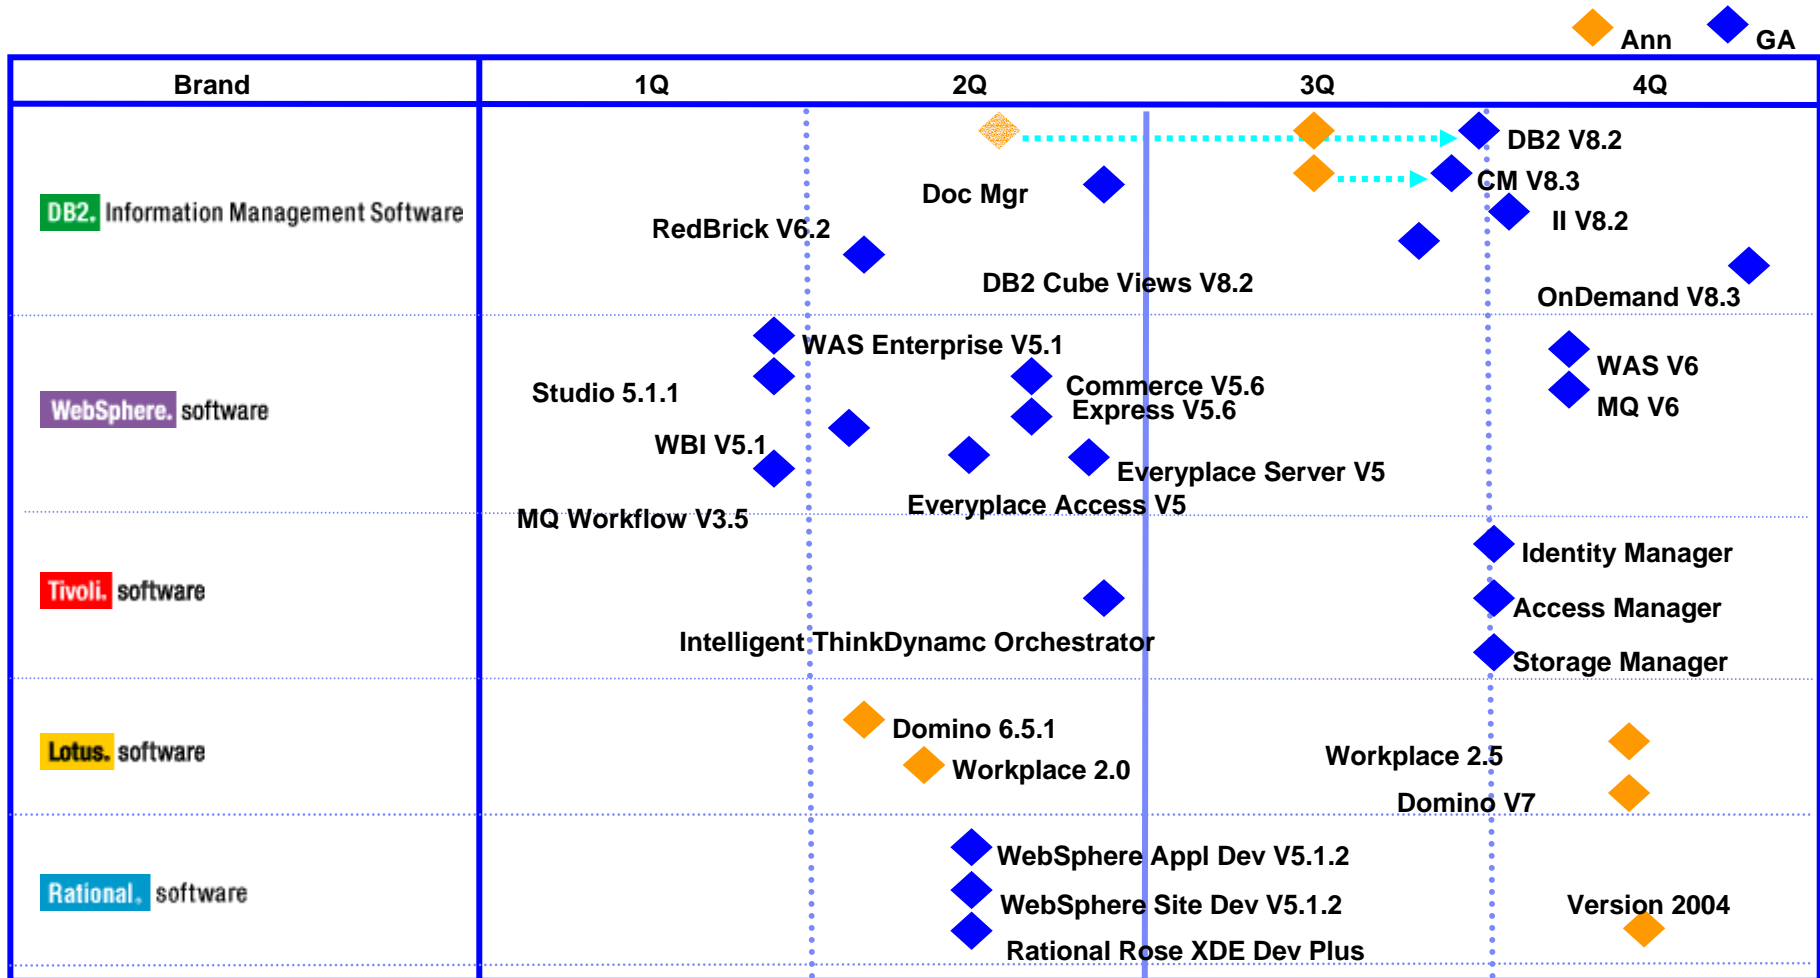 Ann GA
Brand 1Q 2Q 3Q 4Q
DB2. Information Management Software
DB2 V8.2
CM V8.3
Doc Mgr
II V8.2
RedBrick V6.2
DB2 Cube Views V8.2
OnDemand V8.3
WebSphere. software
WAS Enterprise V5.1
WAS V6
Studio 5.1.1
Commerce V5.6
MQ V6
Express V5.6
WBI V5.1
Everyplace Server V5
Everyplace Access V5
MQ Workflow V3.5
Tivoli. software
Identity Manager
Access Manager
Intelligent ThinkDynamc Orchestrator
Storage Manager
Lotus. software
Domino 6.5.1
Workplace 2.5
Workplace 2.0
Domino V7
Rational. software
WebSphere Appl Dev V5.1.2
WebSphere Site Dev V5.1.2
Version 2004
Rational Rose XDE Dev Plus